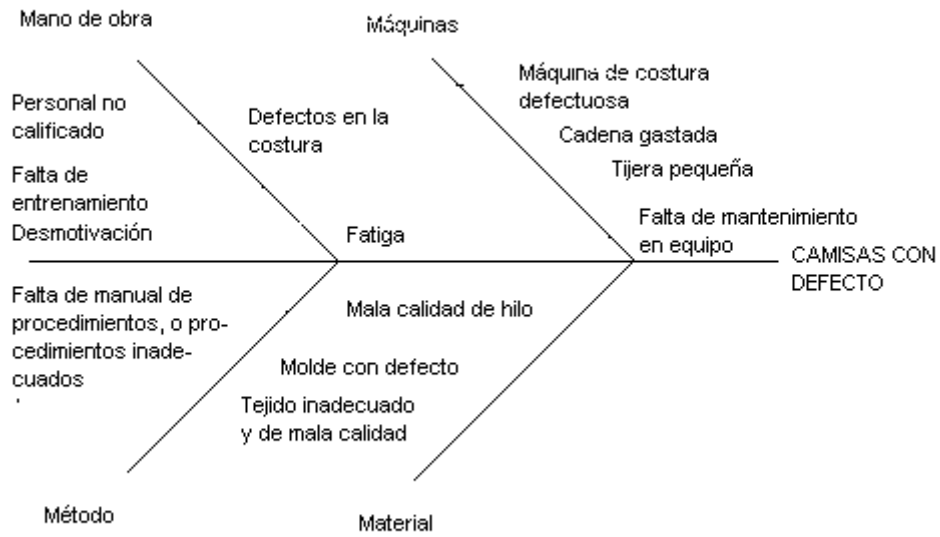 Mano de obra
Máquinas
Personal no
calificado
Falta de
entrenamiento
Desmotivación
Defectos en la
costura
Fatiga
Máquina de costura
defectuosa
Cadena gastada
Tijera pequeña
Falta de mantenimiento
en equipo
CAMISAS CON
DEFECTO
Falta de manual de
procedimientos, o pro-
cedimientos inade-
cuados
Mala calidad de hilo
Molde con defecto
Tejido inadecuado
y de mala calidad
Método
Material